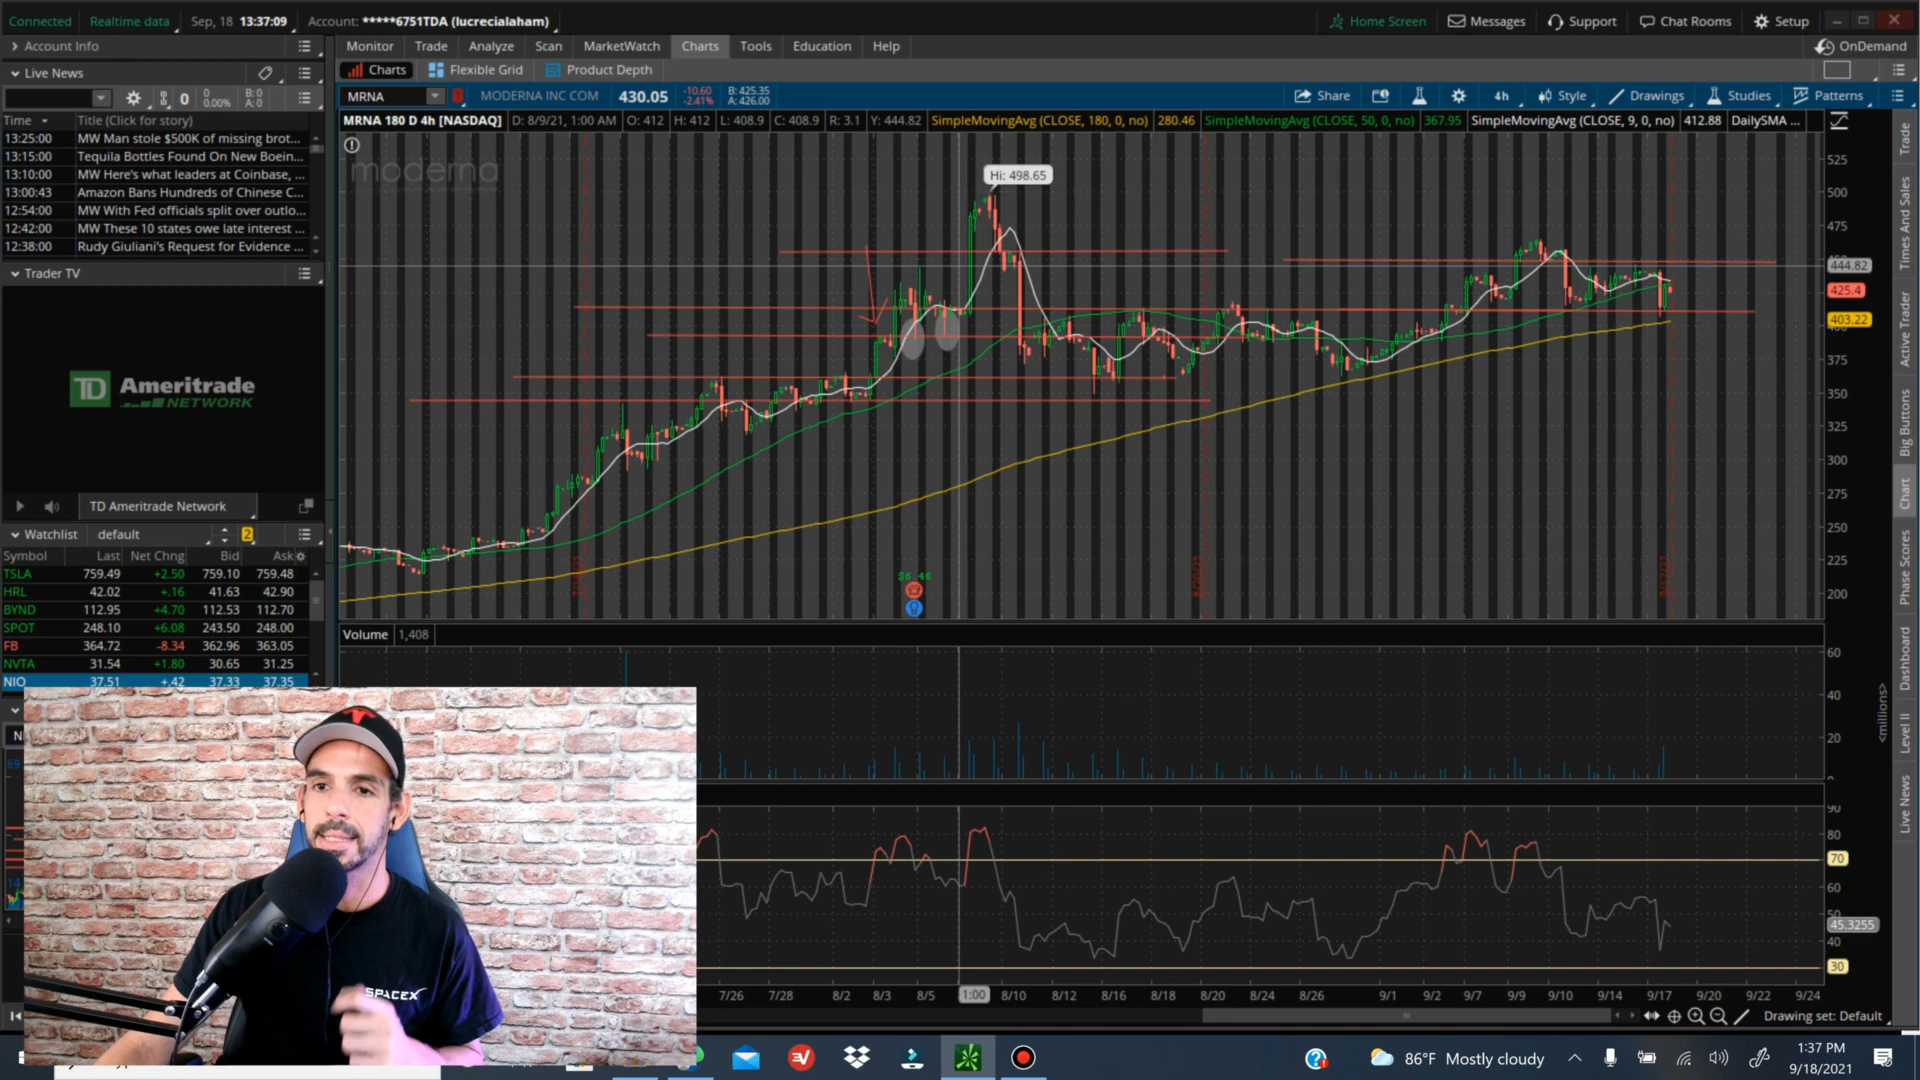 Connected Realtime data Sep, 18 13:37:09 Account: *****6751TDA (lucrecialaham) Home Screen Messages Support Chat Rooms Setup
Account Info
Monitor Trade Analyze Scan MarketWatch Charts Tools Education Help OnDemand
Live News
Charts Flexible Grid Product Depth
0 0 0.00% B: 0 A: 0
MRNA MODERNA INC COM 430.05 -10.60 -2.41% B: 425.35 A: 426.00 Share 4h Style Drawings Studies Patterns
Time Title (Click for story)
MRNA 180 D 4h [NASDAQ] D: 8/9/21, 1:00 AM O: 412 H: 412 L: 408.9 C: 408.9 R: 3.1 Y: 444.82 SimpleMovingAvg (CLOSE, 180, 0, no) 280.46 SimpleMovingAvg (CLOSE, 50, 0, no) 367.95 SimpleMovingAvg (CLOSE, 9, 0, no) 412.88 DailySMA ...
13:25:00 MW Man stole $500K of missing brot...
13:15:00 Tequila Bottles Found On New Boein...
13:10:00 MW Here's what leaders at Coinbase, ...
13:00:43 Amazon Bans Hundreds of Chinese C...
12:54:00 MW With Fed officials split over outlo...
12:42:00 MW These 10 states owe late interest ...
12:38:00 Rudy Giuliani's Request for Evidence ...
moderna
Hi: 498.65
525
500
475
444.82
425.4
403.22
375
350
325
300
275
250
225
200
Trader TV
TD Ameritrade
NETWORK
TD Ameritrade Network
Watchlist default 2
Symbol Last Net Chng Bid Ask
TSLA 759.49 +2.50 759.10 759.48
HRL 42.02 +.16 41.63 42.90
BYND 112.95 +4.70 112.53 112.70
SPOT 248.10 +6.08 243.50 248.00
FB 364.72 -8.34 362.96 363.05
NVTA 31.54 +1.80 30.65 31.25
NIO 37.51 +.42 37.33 37.35
$6.46
Volume 1,408
60
40
20
<millions>
90
80
70
60
50
45.3255
40
30
SPACEX
7/26 7/28 8/2 8/3 8/5 1:00 8/10 8/12 8/16 8/18 8/20 8/24 8/26 9/1 9/2 9/7 9/9 9/10 9/14 9/17 9/20 9/22 9/24
Drawing set: Default
Trade
Times And Sales
Active Trader
Big Buttons
Chart
Phase Scores
Dashboard
Level II
Live News
86°F Mostly cloudy
1:37 PM
9/18/2021